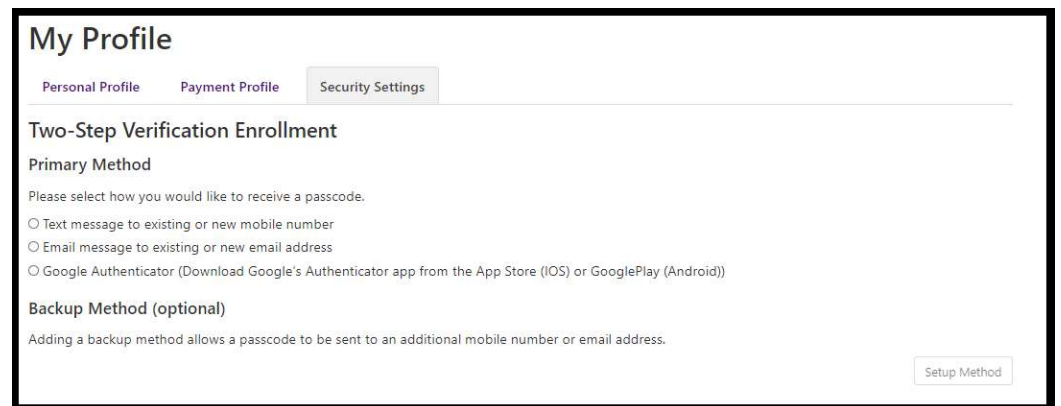 My Profile
Personal Profile Payment Profile Security Settings
Two-Step Verification Enrollment
Primary Method
Please select how you would like to receive a passcode.
Text message to existing or new mobile number
Email message to existing or new email address
Google Authenticator (Download Google's Authenticator app from the App Store (IOS) or GooglePlay (Android))
Backup Method (optional)
Adding a backup method allows a passcode to be sent to an additional mobile number or email address.
Setup Method